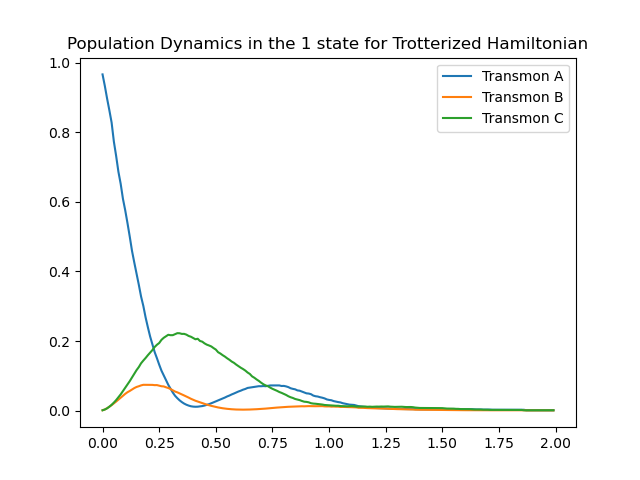 Population Dynamics in the 1 state for Trotterized Hamiltonian
Transmon A
Transmon B
Transmon C
1.0
0.8
0.6
0.4
0.2
0.0
0.00 0.25 0.50 0.75 1.00 1.25 1.50 1.75 2.00